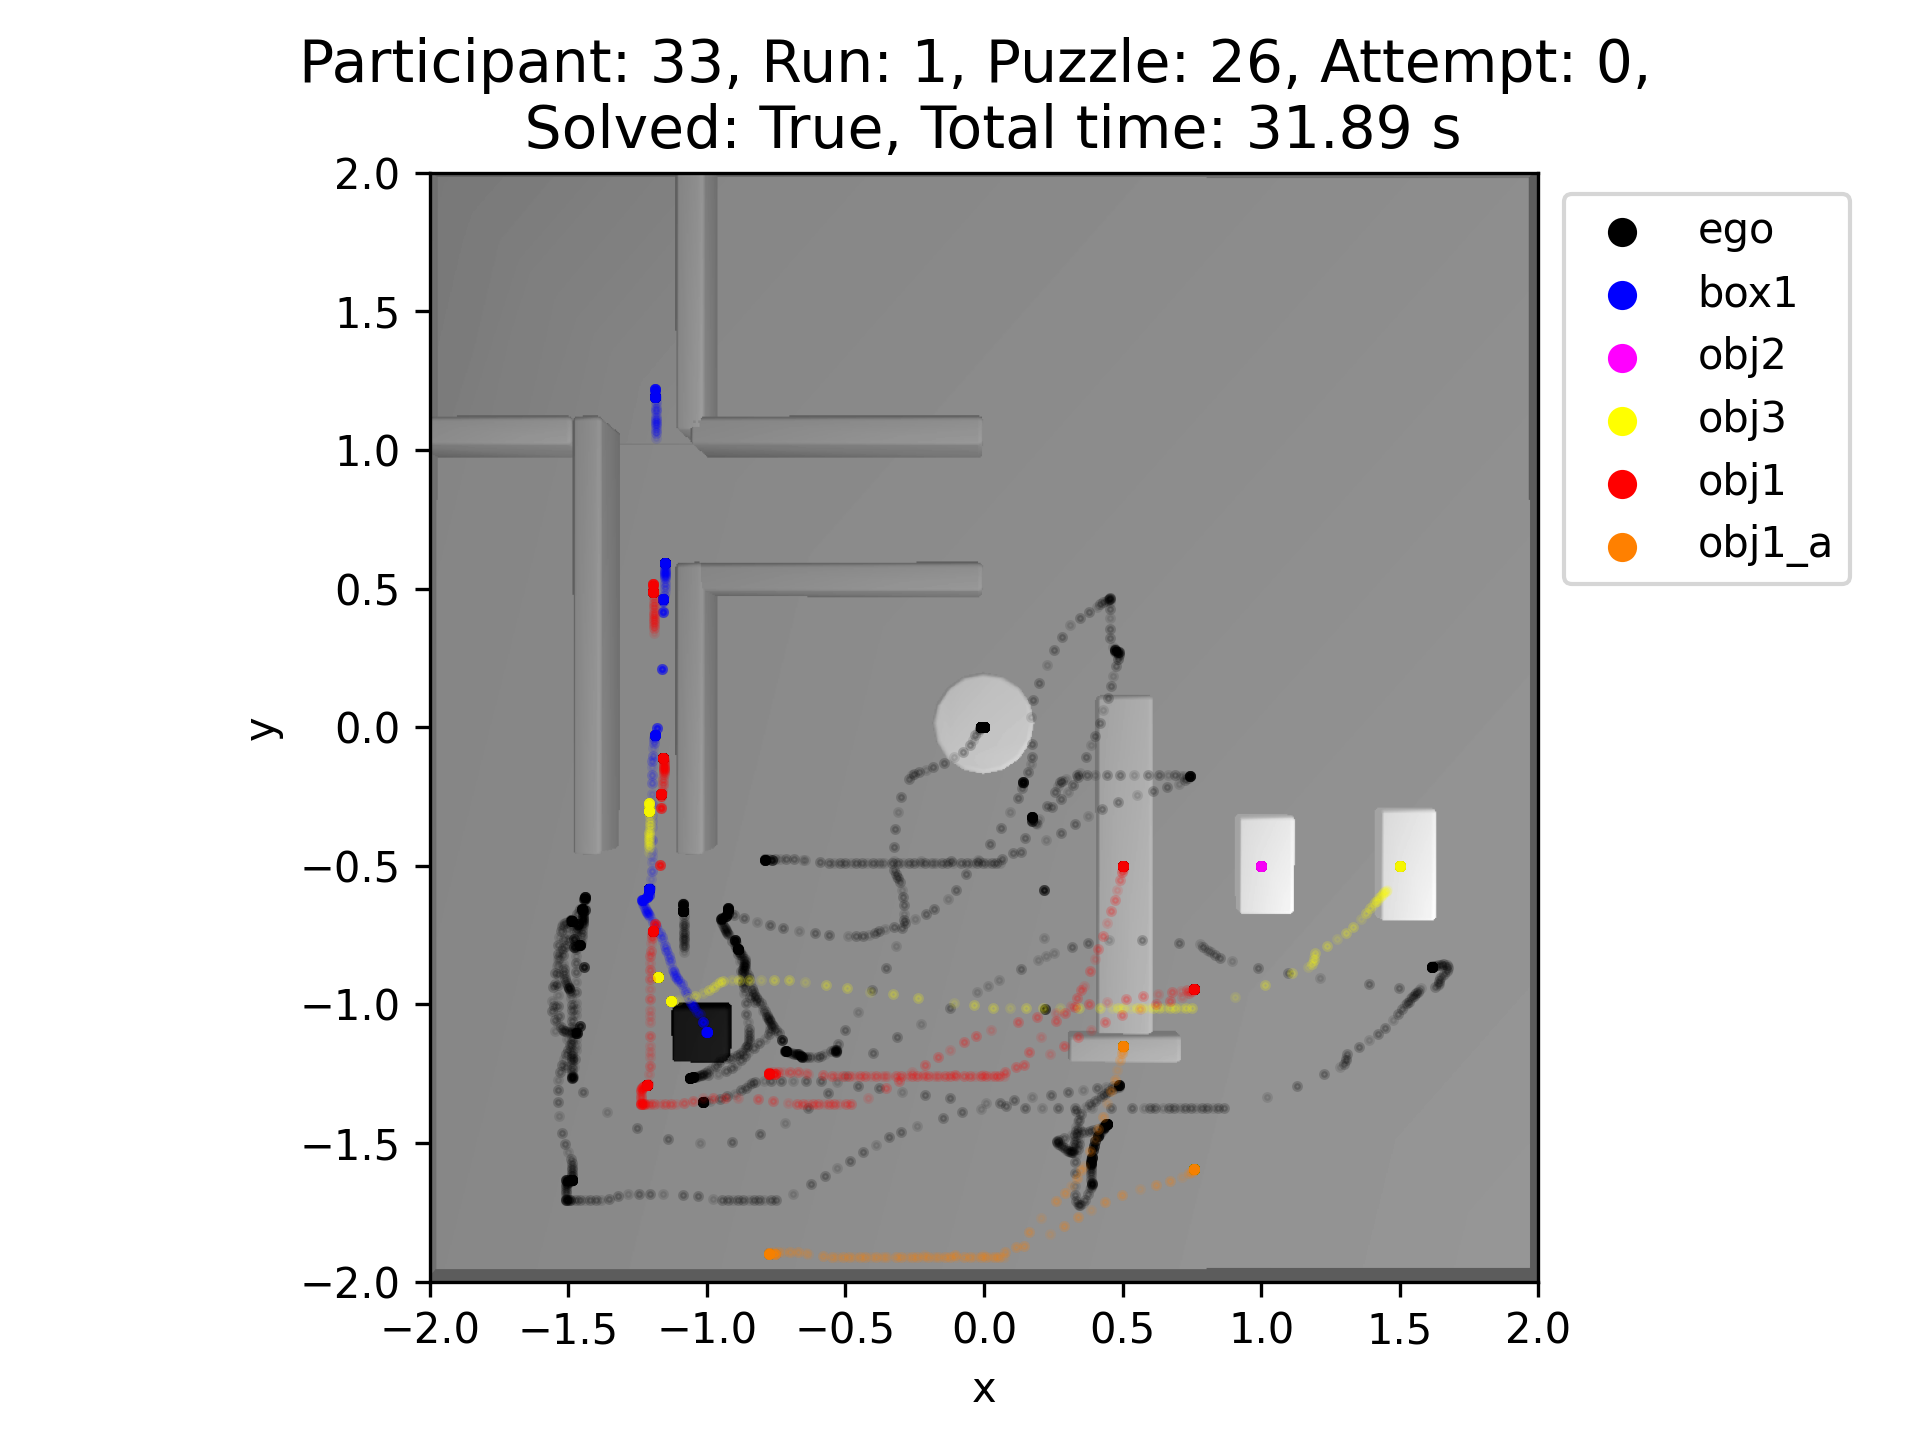 Participant: 33, Run: 1, Puzzle: 26, Attempt: 0,
Solved: True, Total time: 31.89 s
2.0
1.5
1.0
0.5
0.0
−0.5
−1.0
−1.5
−2.0
y
−2.0 −1.5 −1.0 −0.5 0.0 0.5 1.0 1.5 2.0
x
ego
box1
obj2
obj3
obj1
obj1_a